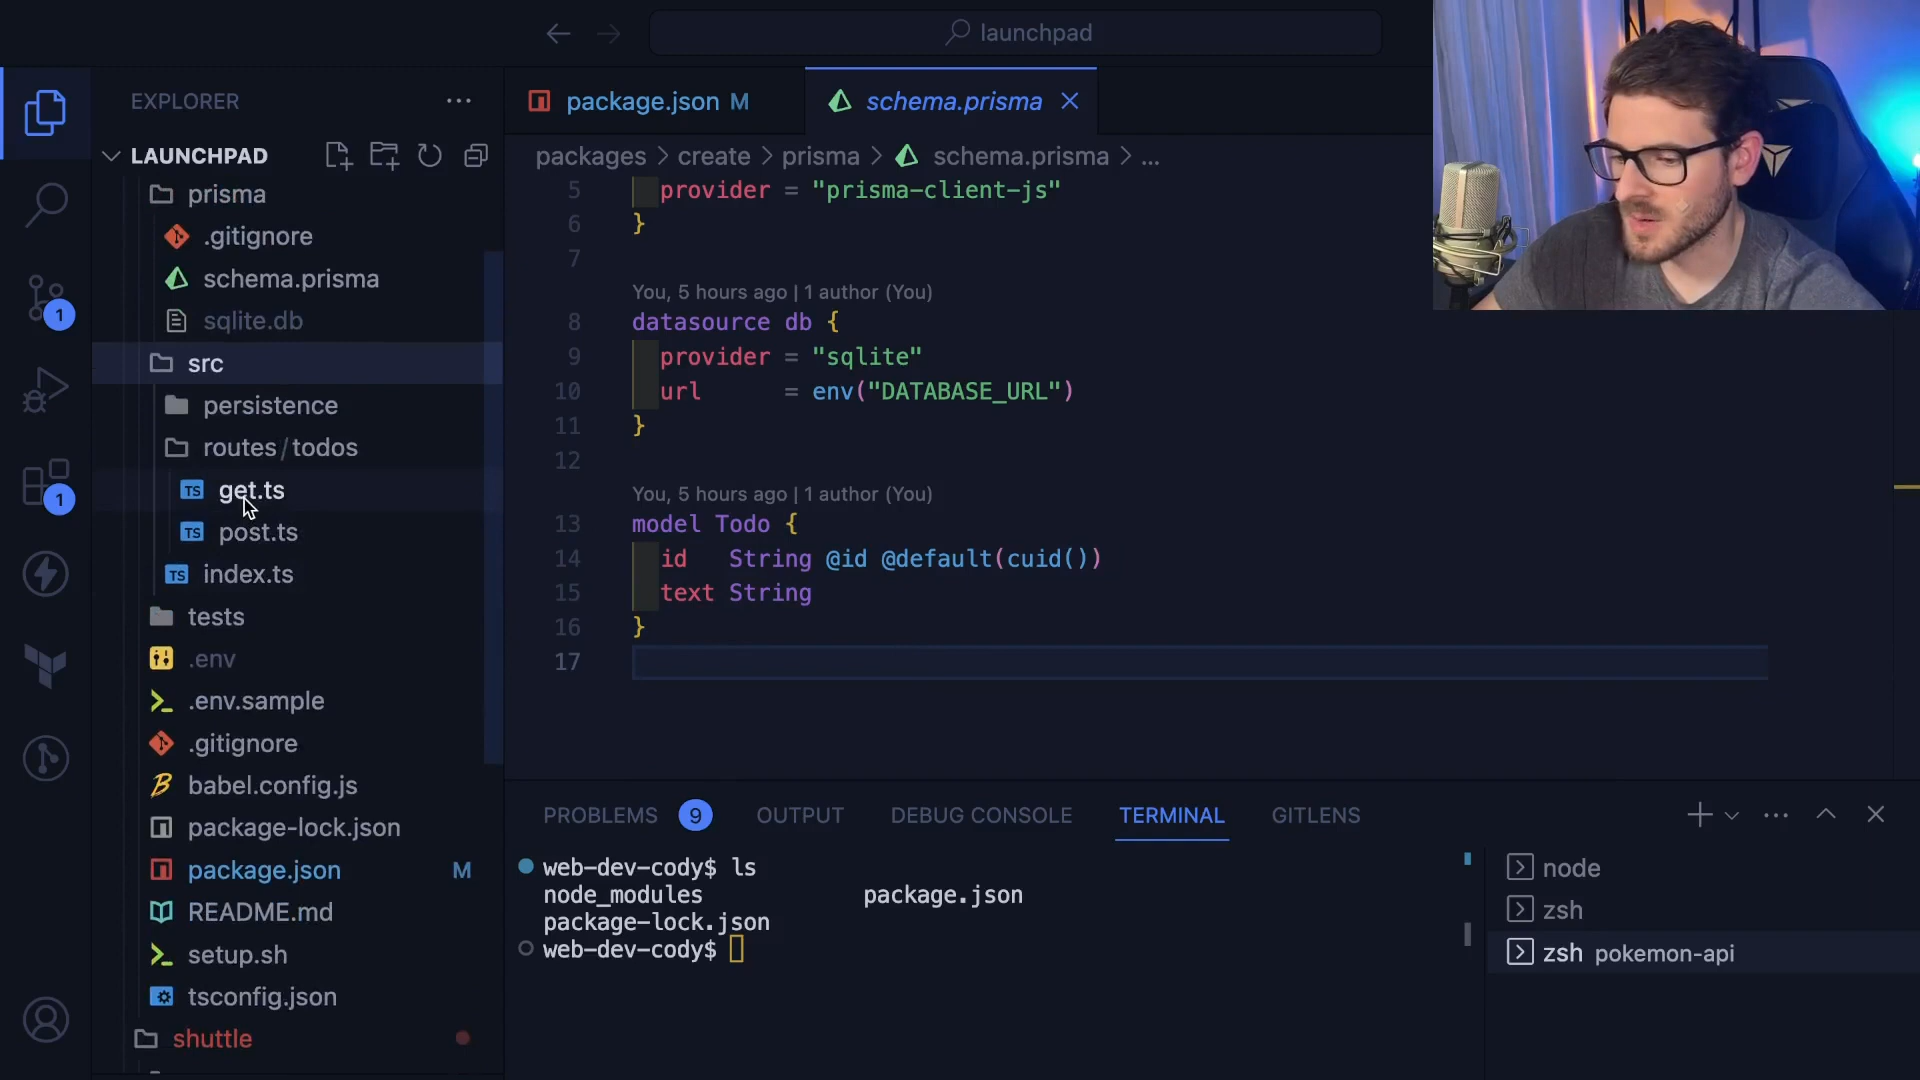 launchpad
EXPLORER
LAUNCHPAD
prisma
.gitignore
schema.prisma
sqlite.db
src
persistence
routes/todos
TS get.ts
TS post.ts
TS index.ts
tests
.env
.env.sample
.gitignore
babel.config.js
package-lock.json
package.json M
README.md
setup.sh
tsconfig.json
shuttle
1
1
package.json M
schema.prisma
packages > create > prisma > schema.prisma > ...
5 provider = "prisma-client-js"
6 }
7
You, 5 hours ago | 1 author (You)
8 datasource db {
9 provider = "sqlite"
10 url = env("DATABASE_URL")
11 }
12
You, 5 hours ago | 1 author (You)
13 model Todo {
14 id String @id @default(cuid())
15 text String
16 }
17
PROBLEMS 9 OUTPUT DEBUG CONSOLE TERMINAL GITLENS
web-dev-cody$ ls
node_modules package.json
package-lock.json
web-dev-cody$
node
zsh
zsh pokemon-api